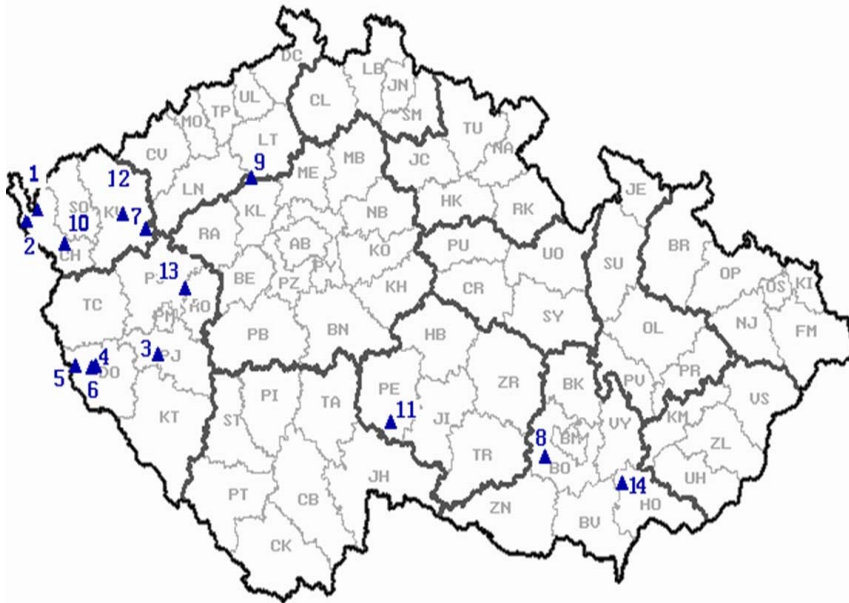 DC
LB
JN
CL
SM
UL
TP
MO
TU
NA
LT
CV
9
ME
MB
JC
1
12
LN
JE
SO
10
KV
7
KL
NB
HK
RK
2
RA
AB
BR
CH
PU
UO
OP
KO
SU
13
PS
BE
PZ
PV
OS
KI
TC
RO
KH
CR
PM
SY
OL
NJ
FM
PB
BN
HB
3
PJ
4
5
6
DO
ZR
PR
PE
BK
PV
VS
KT
ST
PI
TA
11
JI
KM
VY
8
BM
ZL
TR
BO
JH
UH
PT
14
CB
ZN
HO
BV
CK